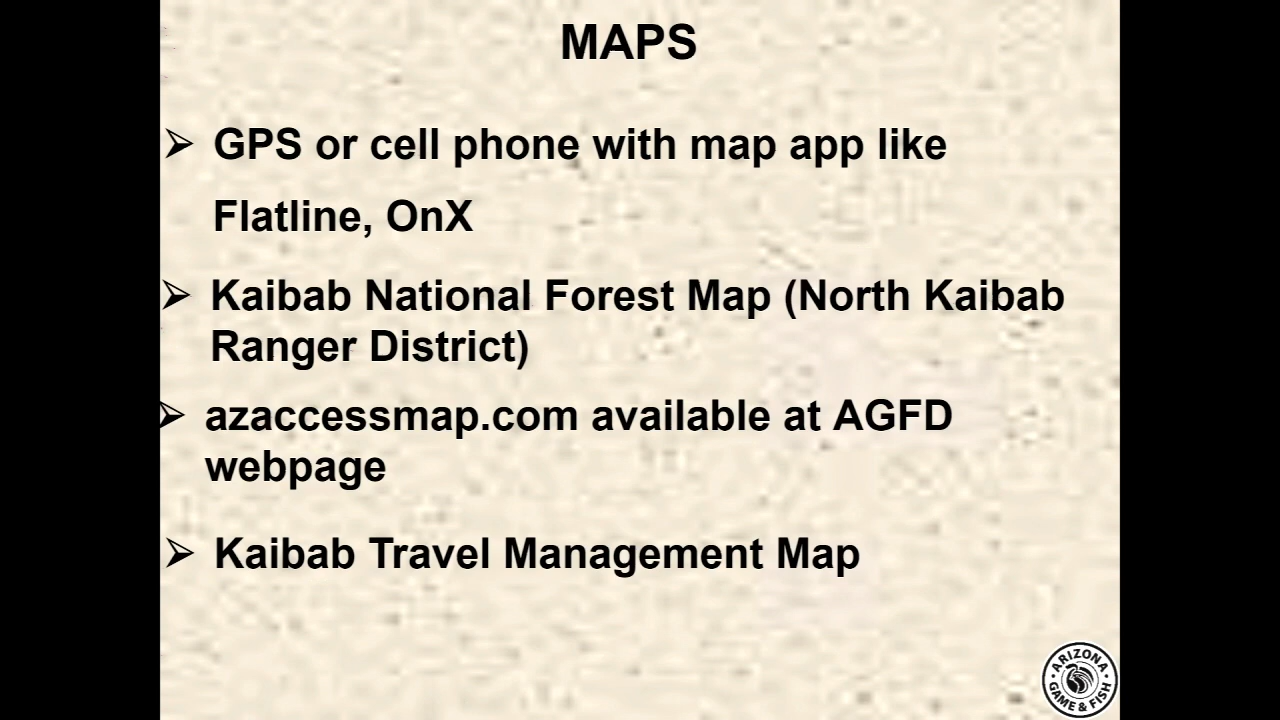 MAPS
➢ GPS or cell phone with map app like
Flatline, OnX
➢ Kaibab National Forest Map (North Kaibab
Ranger District)
➢ azaccessmap.com available at AGFD
webpage
➢ Kaibab Travel Management Map
ARIZONA
GAME & FISH